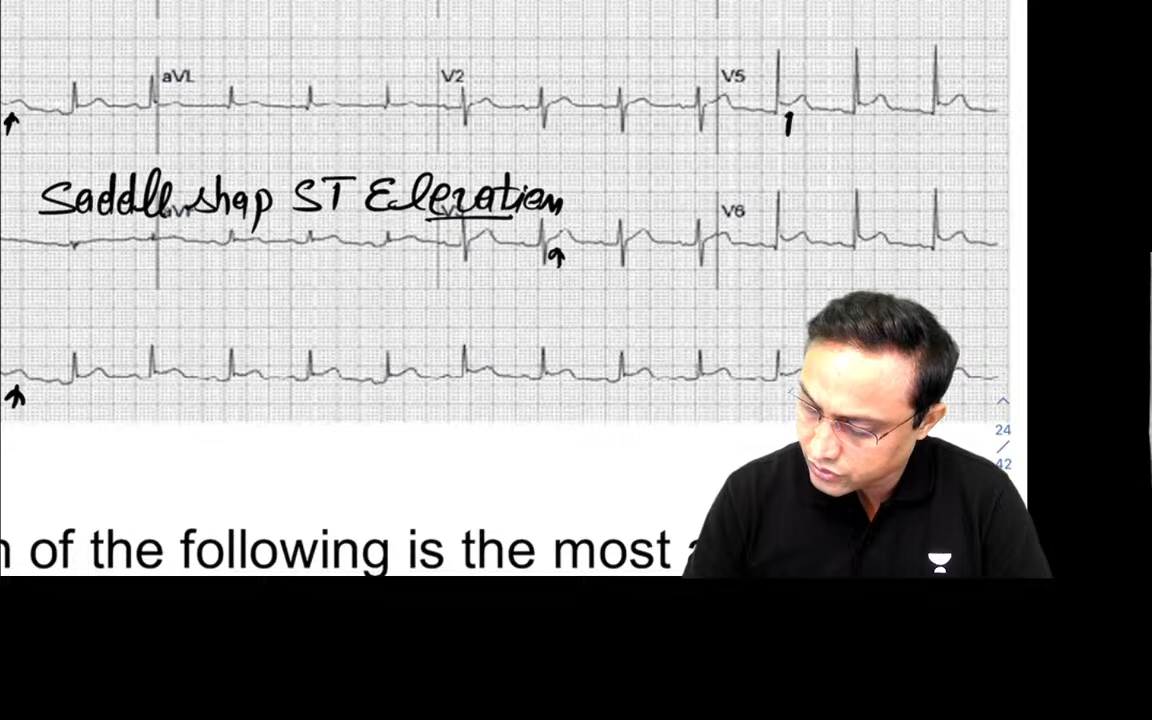 aVL V2 V5
Saddle shap ST Elevation
V6
24
/
42
of the following is the most